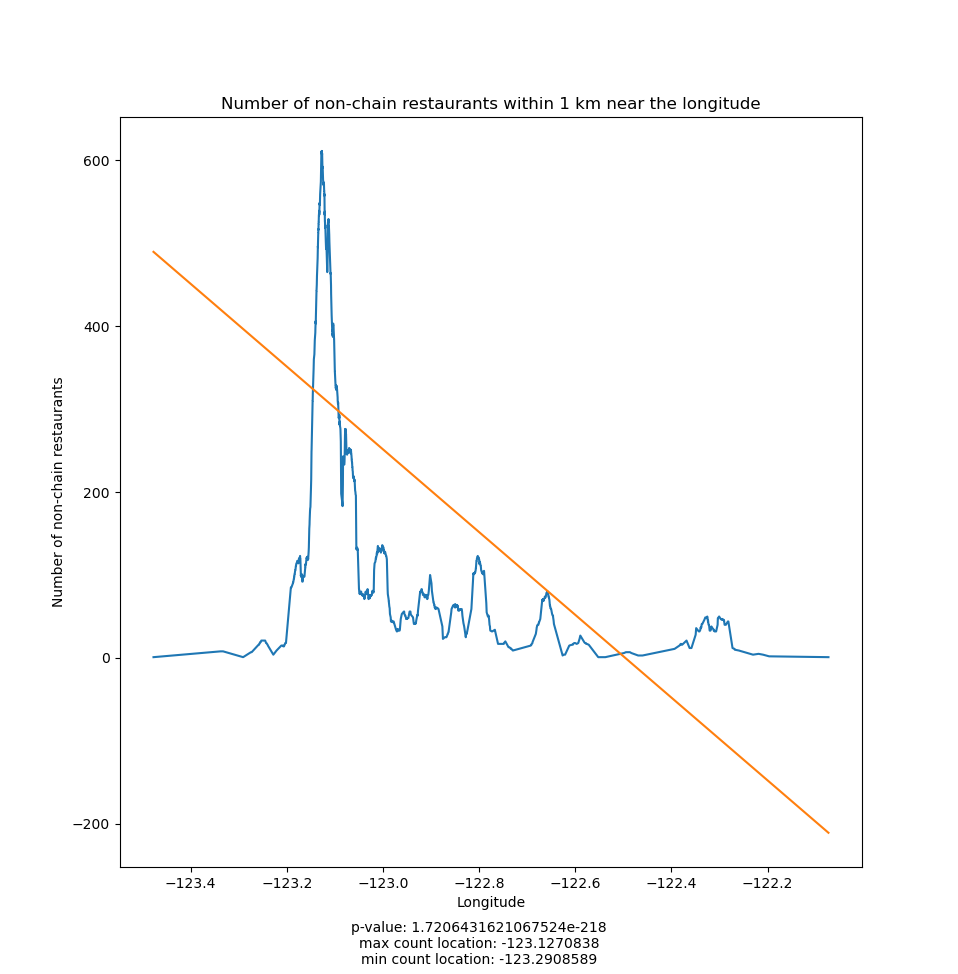 Number of non-chain restaurants within 1 km near the longitude
600
400
200
0
−200
Number of non-chain restaurants
−123.4 −123.2 −123.0 −122.8 −122.6 −122.4 −122.2
Longitude
p-value: 1.7206431621067524e-218
max count location: -123.1270838
min count location: -123.2908589